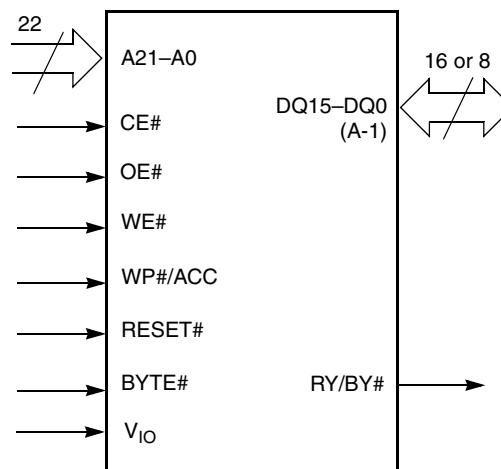 22
A21–A0
16 or 8
DQ15–DQ0
(A-1)
CE#
OE#
WE#
WP#/ACC
RESET#
BYTE#
RY/BY#
VIO